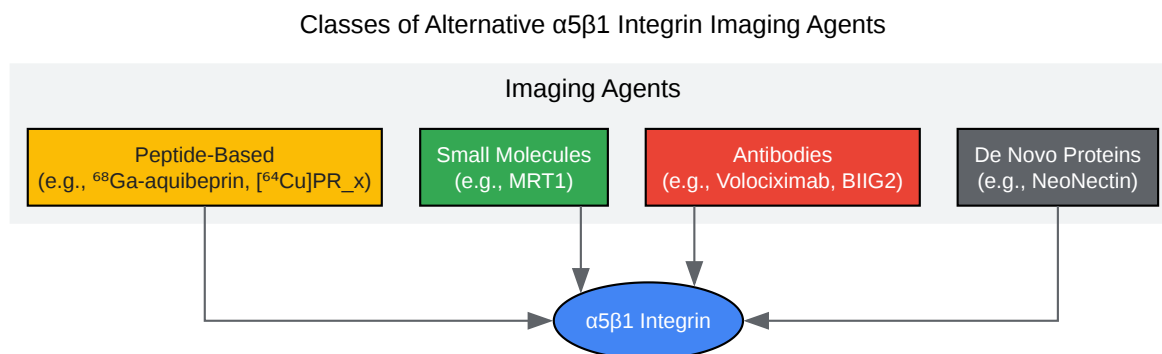 Classes of Alternative α5β1 Integrin Imaging Agents
Imaging Agents
Peptide-Based
(e.g., ⁶⁸Ga-aquibeprin, [⁶⁴Cu]PR_x)
Small Molecules
(e.g., MRT1)
Antibodies
(e.g., Volociximab, BIIG2)
De Novo Proteins
(e.g., NeoNectin)
α5β1 Integrin